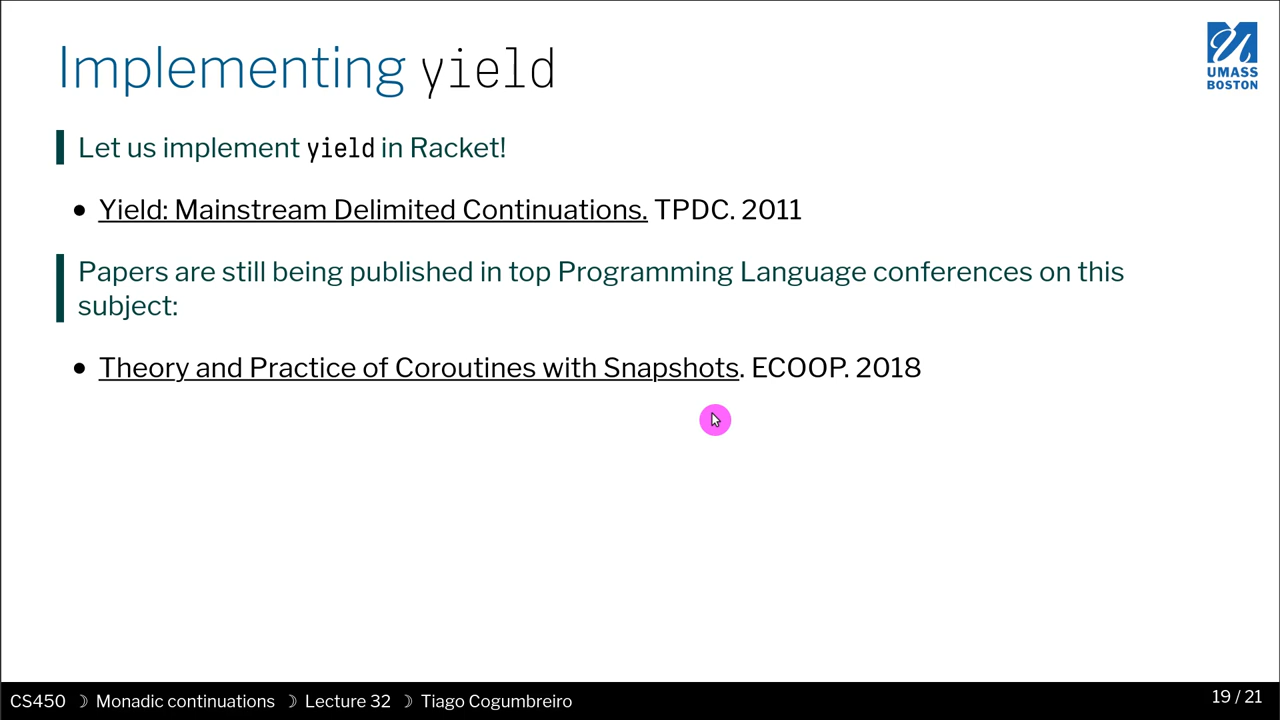 Implementing yield
UMASS
BOSTON
Let us implement yield in Racket!
● Yield: Mainstream Delimited Continuations. TPDC. 2011
Papers are still being published in top Programming Language conferences on this
subject:
● Theory and Practice of Coroutines with Snapshots. ECOOP. 2018
CS450 ☽ Monadic continuations ☽ Lecture 32 ☽ Tiago Cogumbreiro
19 / 21